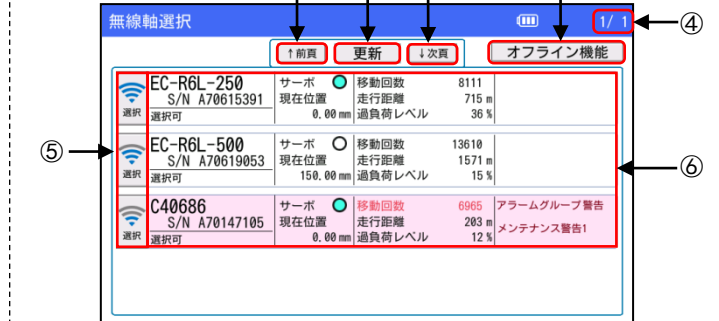 無線軸選択 1/ 1 ④
↑前頁 更新 ↓次頁 オフライン機能
EC-R6L-250 サーボ 移動回数 8111
S/N A70615391 現在位置 走行距離 715 m
選択 選択可 0.00 mm 過負荷レベル 36 %
⑤ ⑥
EC-R6L-500 サーボ 移動回数 13610
S/N A70619053 現在位置 走行距離 1571 m
選択 選択可 150.00 mm 過負荷レベル 15 %
C40686 サーボ 移動回数 6965 アラームグループ警告
S/N A70147105 現在位置 走行距離 203 m メンテナンス警告1
選択 選択可 0.00 mm 過負荷レベル 12 %